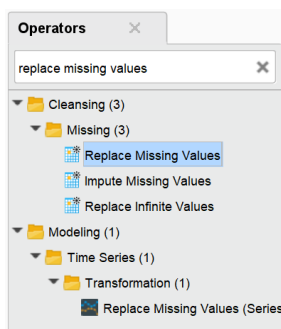 Operators
replace missing values
Cleansing (3)
Missing (3)
Replace Missing Values
Impute Missing Values
Replace Infinite Values
Modeling (1)
Time Series (1)
Transformation (1)
Replace Missing Values (Series